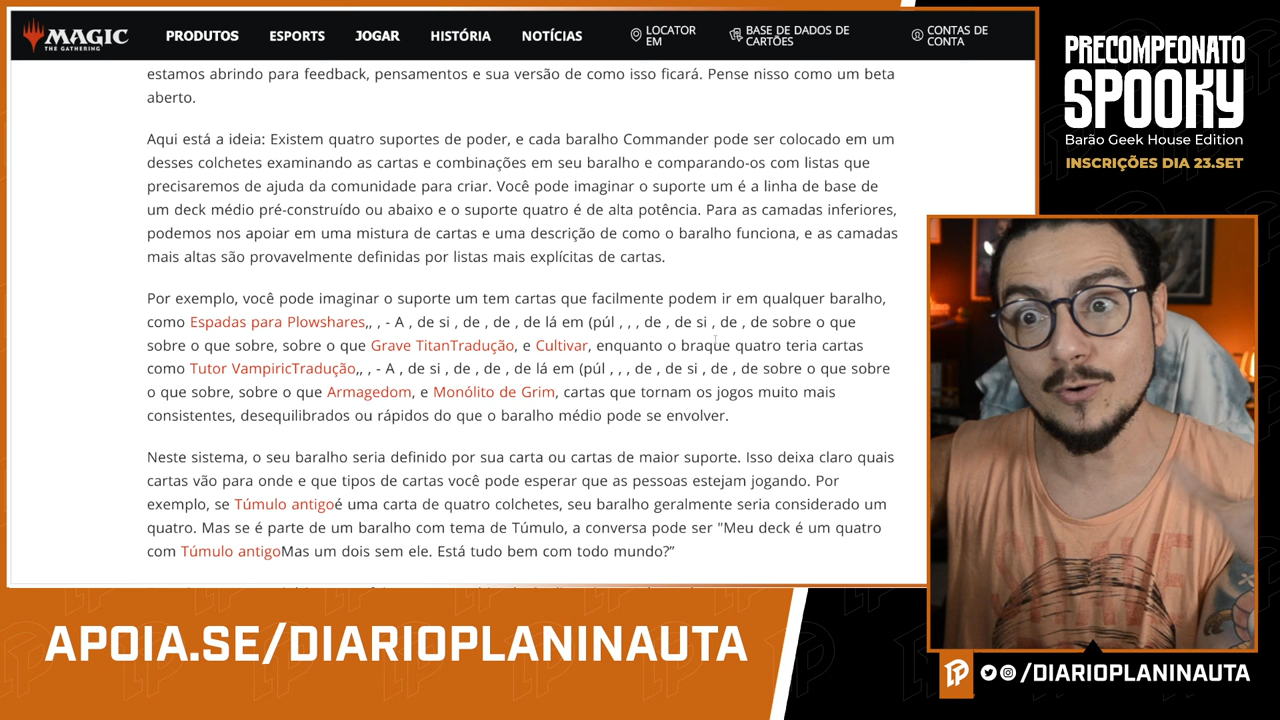 MAGIC
THE GATHERING
PRODUTOS
ESPORTS
JOGAR
HISTÓRIA
NOTÍCIAS
LOCATOR
EM
BASE DE DADOS DE
CARTÕES
CONTAS DE
CONTA
estamos abrindo para feedback, pensamentos e sua versão de como isso ficará. Pense nisso como um beta
aberto.
Aqui está a ideia: Existem quatro suportes de poder, e cada baralho Commander pode ser colocado em um
desses colchetes examinando as cartas e combinações em seu baralho e comparando-os com listas que
precisaremos de ajuda da comunidade para criar. Você pode imaginar o suporte um é a linha de base de
um deck médio pré-construído ou abaixo e o suporte quatro é de alta potência. Para as camadas inferiores,
podemos nos apoiar em uma mistura de cartas e uma descrição de como o baralho funciona, e as camadas
mais altas são provavelmente definidas por listas mais explícitas de cartas.
Por exemplo, você pode imaginar o suporte um tem cartas que facilmente podem ir em qualquer baralho,
como Espadas para Plowshares,, , - A , de si , de , de , de lá em (púl , , , de , de si , de , de sobre o que
sobre o que sobre, sobre o que Grave TitanTradução, e Cultivar, enquanto o braque quatro teria cartas
como Tutor VampiricTradução,, , - A , de si , de , de , de lá em (púl , , , de , de si , de , de sobre o que sobre
o que sobre, sobre o que Armagedom, e Monólito de Grim, cartas que tornam os jogos muito mais
consistentes, desequilibrados ou rápidos do que o baralho médio pode se envolver.
Neste sistema, o seu baralho seria definido por sua carta ou cartas de maior suporte. Isso deixa claro quais
cartas vão para onde e que tipos de cartas você pode esperar que as pessoas estejam jogando. Por
exemplo, se Túmulo antigoé uma carta de quatro colchetes, seu baralho geralmente seria considerado um
quatro. Mas se é parte de um baralho com tema de Túmulo, a conversa pode ser "Meu deck é um quatro
com Túmulo antigoMas um dois sem ele. Está tudo bem com todo mundo?”
PRECOMPEONATO
SPOOKY
Barão Geek House Edition
INSCRIÇÕES DIA 23.SET
APOIA.SE/DIARIOPLANINAUTA
/DIARIOPLANINAUTA